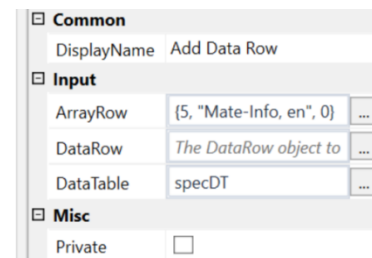 Common
DisplayName Add Data Row
Input
ArrayRow {5, "Mate-Info, en", 0} ...
DataRow The DataRow object to ...
DataTable specDT ...
Misc
Private